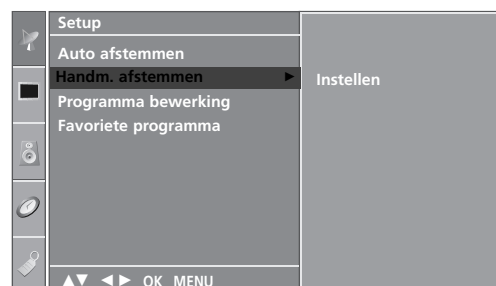 Setup
Auto afstemmen
Handm. afstemmen ►
Instellen
Programma bewerking
Favoriete programma
▲▼ ◄► OK MENU